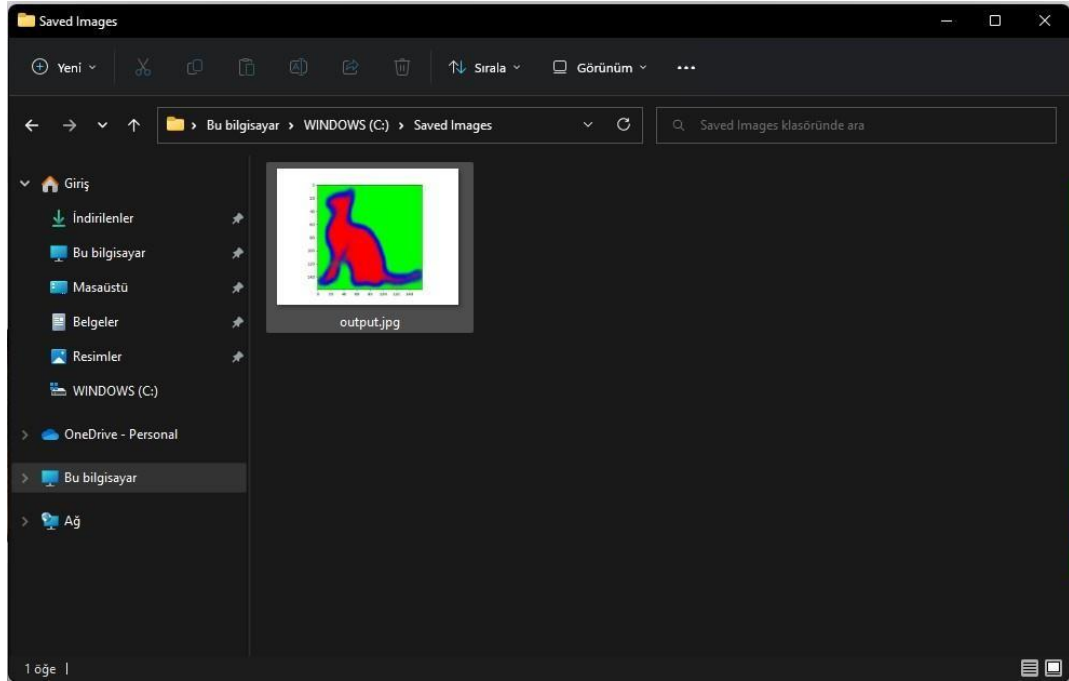 Saved Images
Yeni
Sırala
Görünüm
Bu bilgisayar > WINDOWS (C:) > Saved Images
Saved Images klasöründe ara
Giriş
İndirilenler
Bu bilgisayar
Masaüstü
Belgeler
Resimler
WINDOWS (C:)
OneDrive - Personal
Bu bilgisayar
Ağ
output.jpg
1 öğe